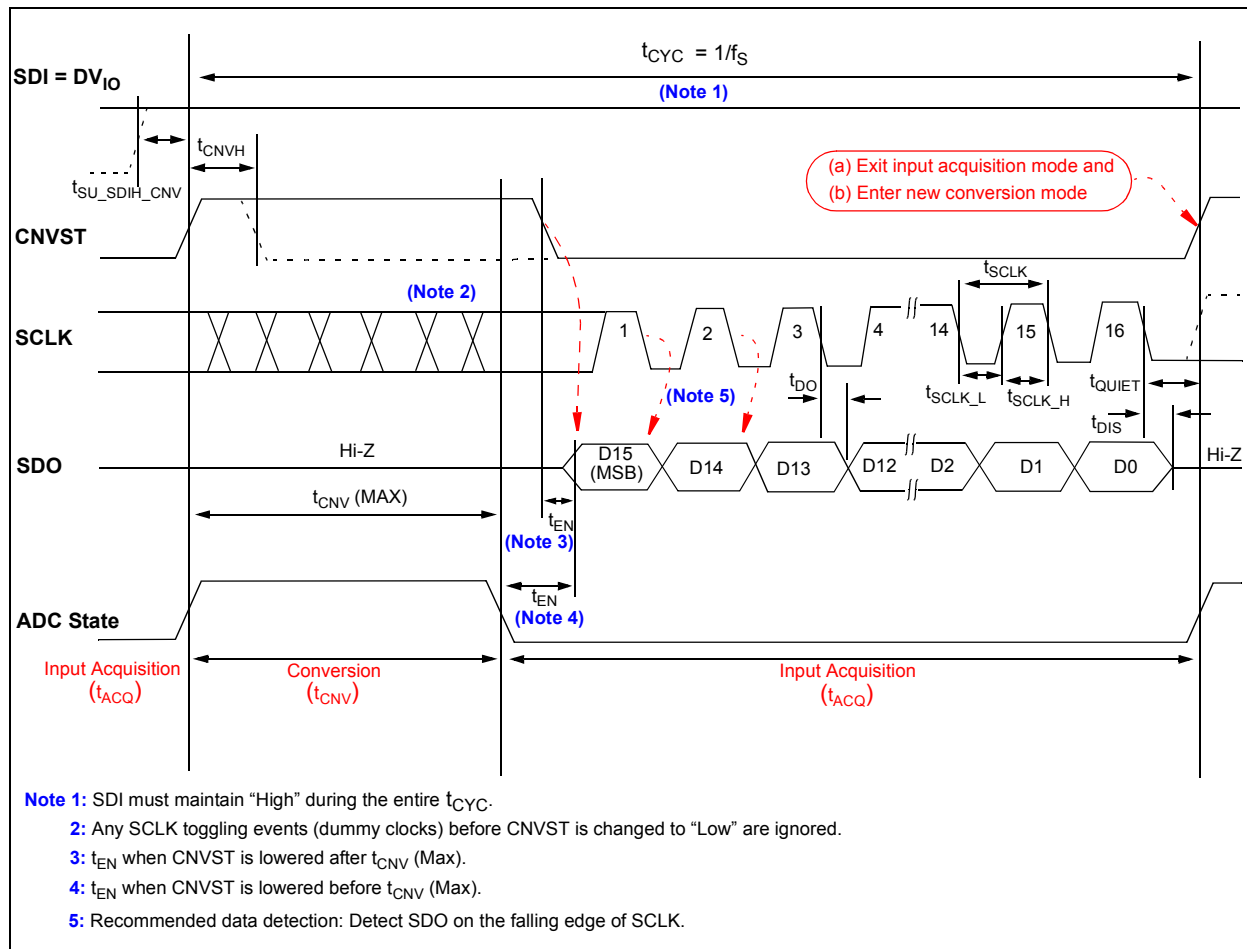 tCYC = 1/fS
SDI = DVIO
(Note 1)
tCNVH
tSU_SDIH_CNV
(a) Exit input acquisition mode and
(b) Enter new conversion mode
CNVST
tSCLK
(Note 2)
SCLK
1 2 3 4 14 15 16
tDO
(Note 5)
tSCLK_L
tSCLK_H
tQUIET
tDIS
Hi-Z
SDO
D15
(MSB)
D14 D13 D12 D2 D1 D0
Hi-Z
tCNV (MAX)
tEN
(Note 3)
tEN
(Note 4)
ADC State
Input Acquisition
(tACQ)
Conversion
(tCNV)
Input Acquisition
(tACQ)
Note 1: SDI must maintain “High” during the entire tCYC.
2: Any SCLK toggling events (dummy clocks) before CNVST is changed to “Low” are ignored.
3: tEN when CNVST is lowered after tCNV (Max).
4: tEN when CNVST is lowered before tCNV (Max).
5: Recommended data detection: Detect SDO on the falling edge of SCLK.